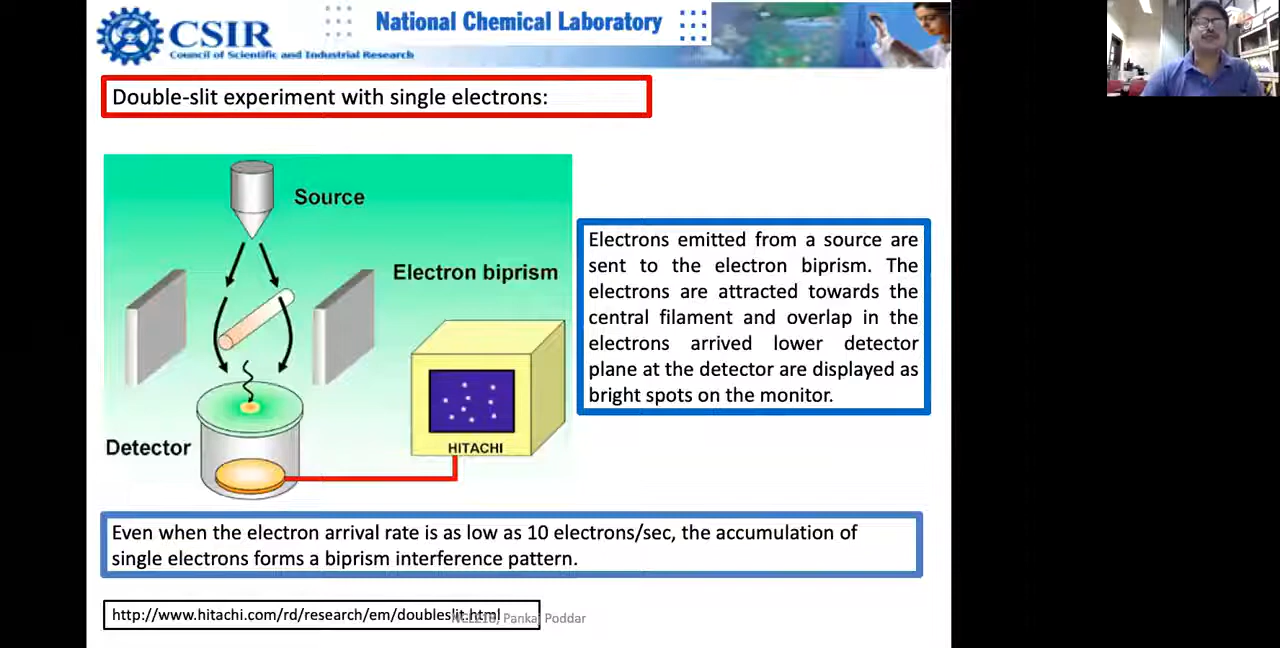 CSIR
Council of Scientific and Industrial Research
National Chemical Laboratory
Double-slit experiment with single electrons:
Source
Electron biprism
Detector
HITACHI
Electrons emitted from a source are
sent to the electron biprism. The
electrons are attracted towards the
central filament and overlap in the
electrons arrived lower detector
plane at the detector are displayed as
bright spots on the monitor.
Even when the electron arrival rate is as low as 10 electrons/sec, the accumulation of
single electrons forms a biprism interference pattern.
http://www.hitachi.com/rd/research/em/doubleslit.html
Pankaj Poddar